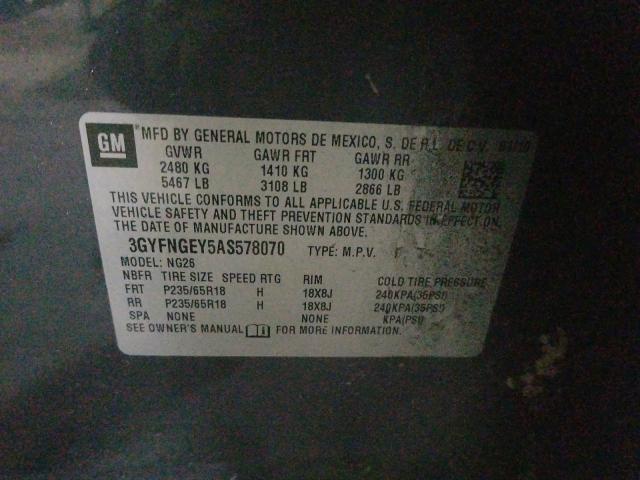 GM
MFD BY GENERAL MOTORS DE MEXICO, S. DE R.L. DE C.V.
GVWR GAWR FRT GAWR RR
2480 KG 1410 KG 1300 KG
5467 LB 3108 LB 2866 LB
THIS VEHICLE CONFORMS TO ALL APPLICABLE U.S. FEDERAL MOTOR
VEHICLE SAFETY AND THEFT PREVENTION STANDARDS IN EFFECT ON
THE DATE OF MANUFACTURE SHOWN ABOVE.
3GYFNGEY5AS578070 TYPE: M.P.V.
MODEL: NG26
NBFR TIRE SIZE SPEED RTG RIM COLD TIRE PRESSURE
FRT P235/65R18 H 18X8J 240KPA(35PSI)
RR P235/65R18 H 18X8J 240KPA(35PSI)
SPA NONE NONE KPA(PSI)
SEE OWNER'S MANUAL FOR MORE INFORMATION.